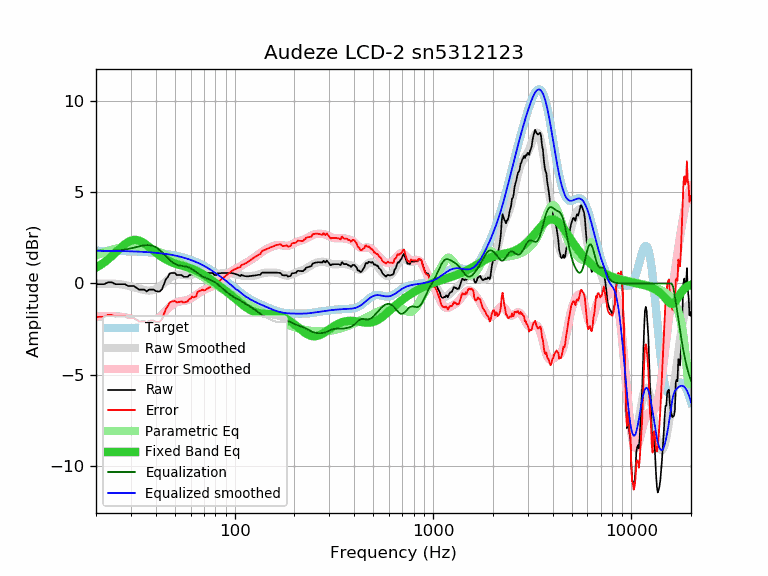 Audeze LCD-2 sn5312123
Amplitude (dBr)
10
5
0
−5
−10
Target
Raw Smoothed
Error Smoothed
Raw
Error
Parametric Eq
Fixed Band Eq
Equalization
Equalized smoothed
100
1000
10000
Frequency (Hz)